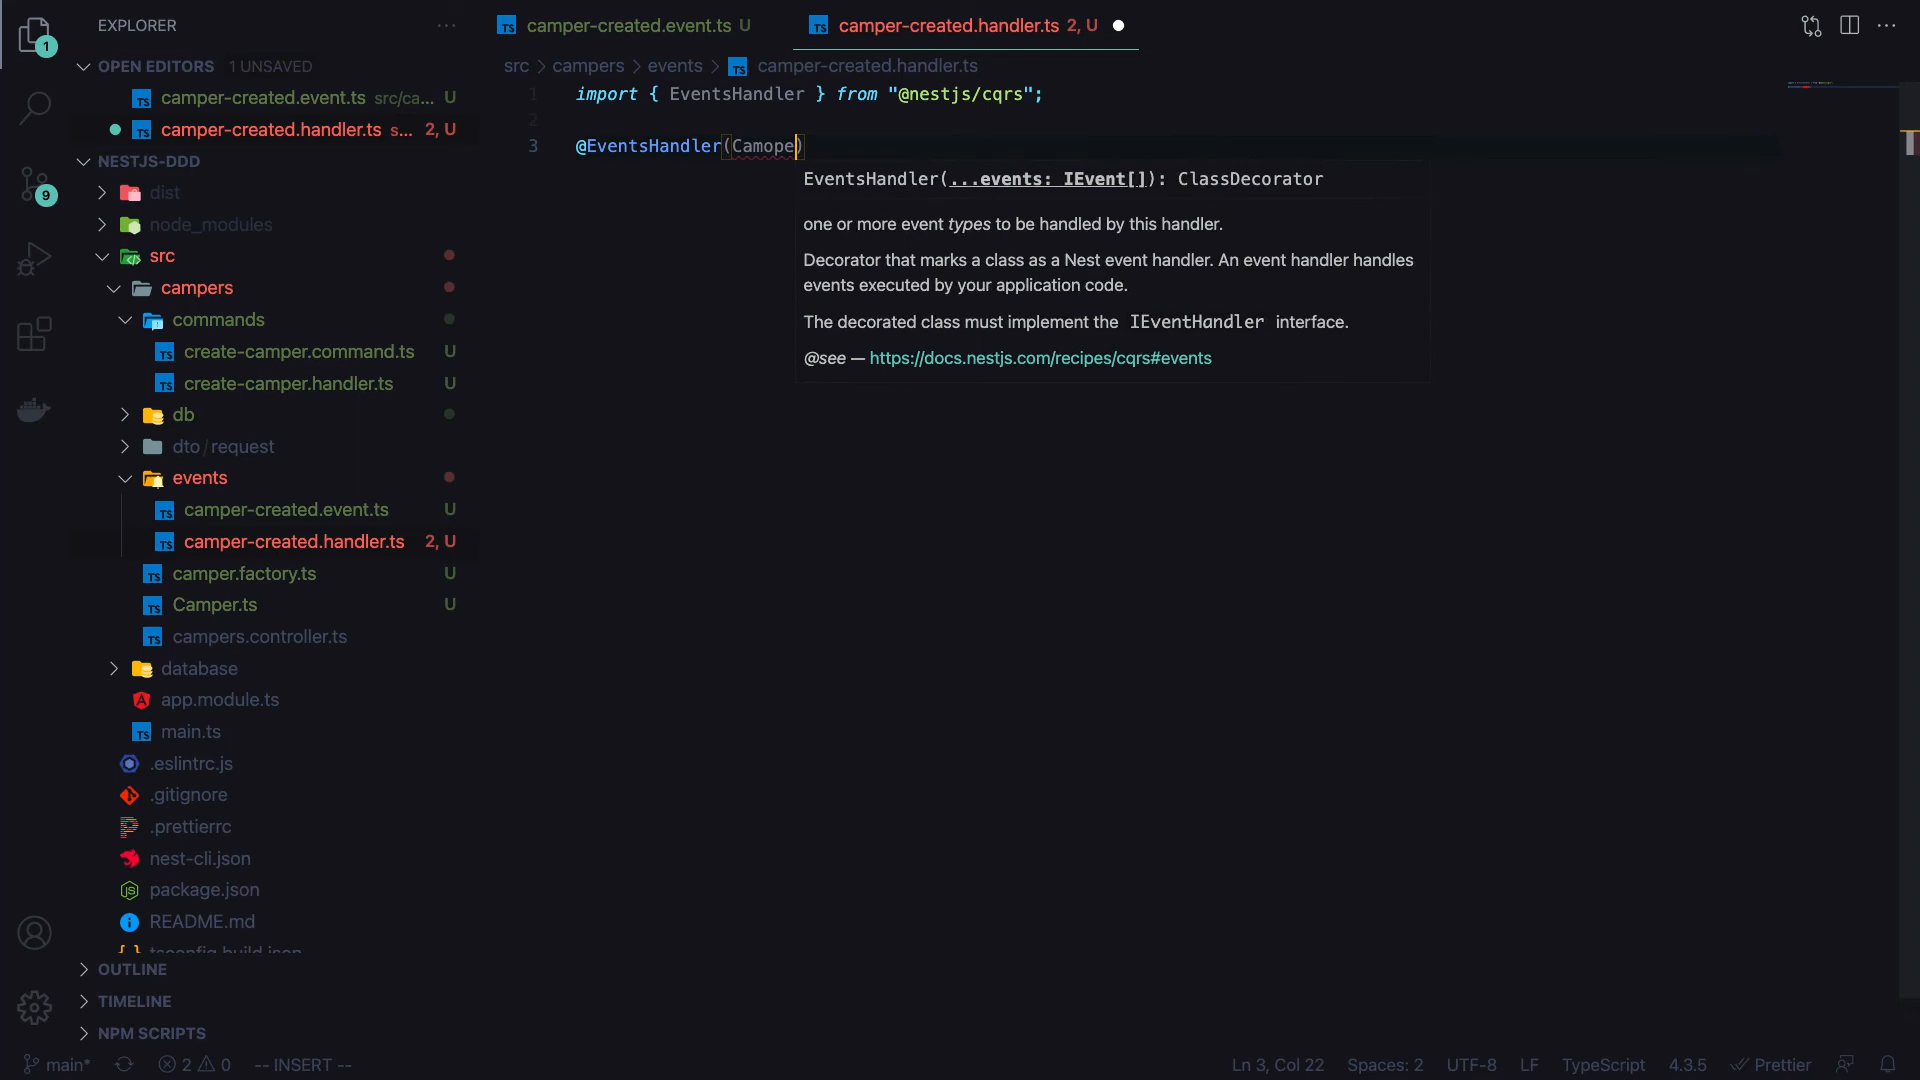 EXPLORER
OPEN EDITORS 1 UNSAVED
camper-created.event.ts src/ca... U
camper-created.handler.ts s... 2, U
NESTJS-DDD
dist
node_modules
src
campers
commands
create-camper.command.ts U
create-camper.handler.ts U
db
dto / request
events
camper-created.event.ts U
camper-created.handler.ts 2, U
camper.factory.ts U
Camper.ts U
campers.controller.ts
database
app.module.ts
main.ts
.eslintrc.js
.gitignore
.prettierrc
nest-cli.json
package.json
README.md
tsconfig.build.json
OUTLINE
TIMELINE
NPM SCRIPTS
1
9
camper-created.event.ts U
camper-created.handler.ts 2, U
src > campers > events > camper-created.handler.ts
1 import { EventsHandler } from "@nestjs/cqrs";
2
3 @EventsHandler(Camope)
EventsHandler(...events: IEvent[]): ClassDecorator
one or more event types to be handled by this handler.
Decorator that marks a class as a Nest event handler. An event handler handles
events executed by your application code.
The decorated class must implement the IEventHandler interface.
@see — https://docs.nestjs.com/recipes/cqrs#events
main* 2 0 -- INSERT -- Ln 3, Col 22 Spaces: 2 UTF-8 LF TypeScript 4.3.5 Prettier